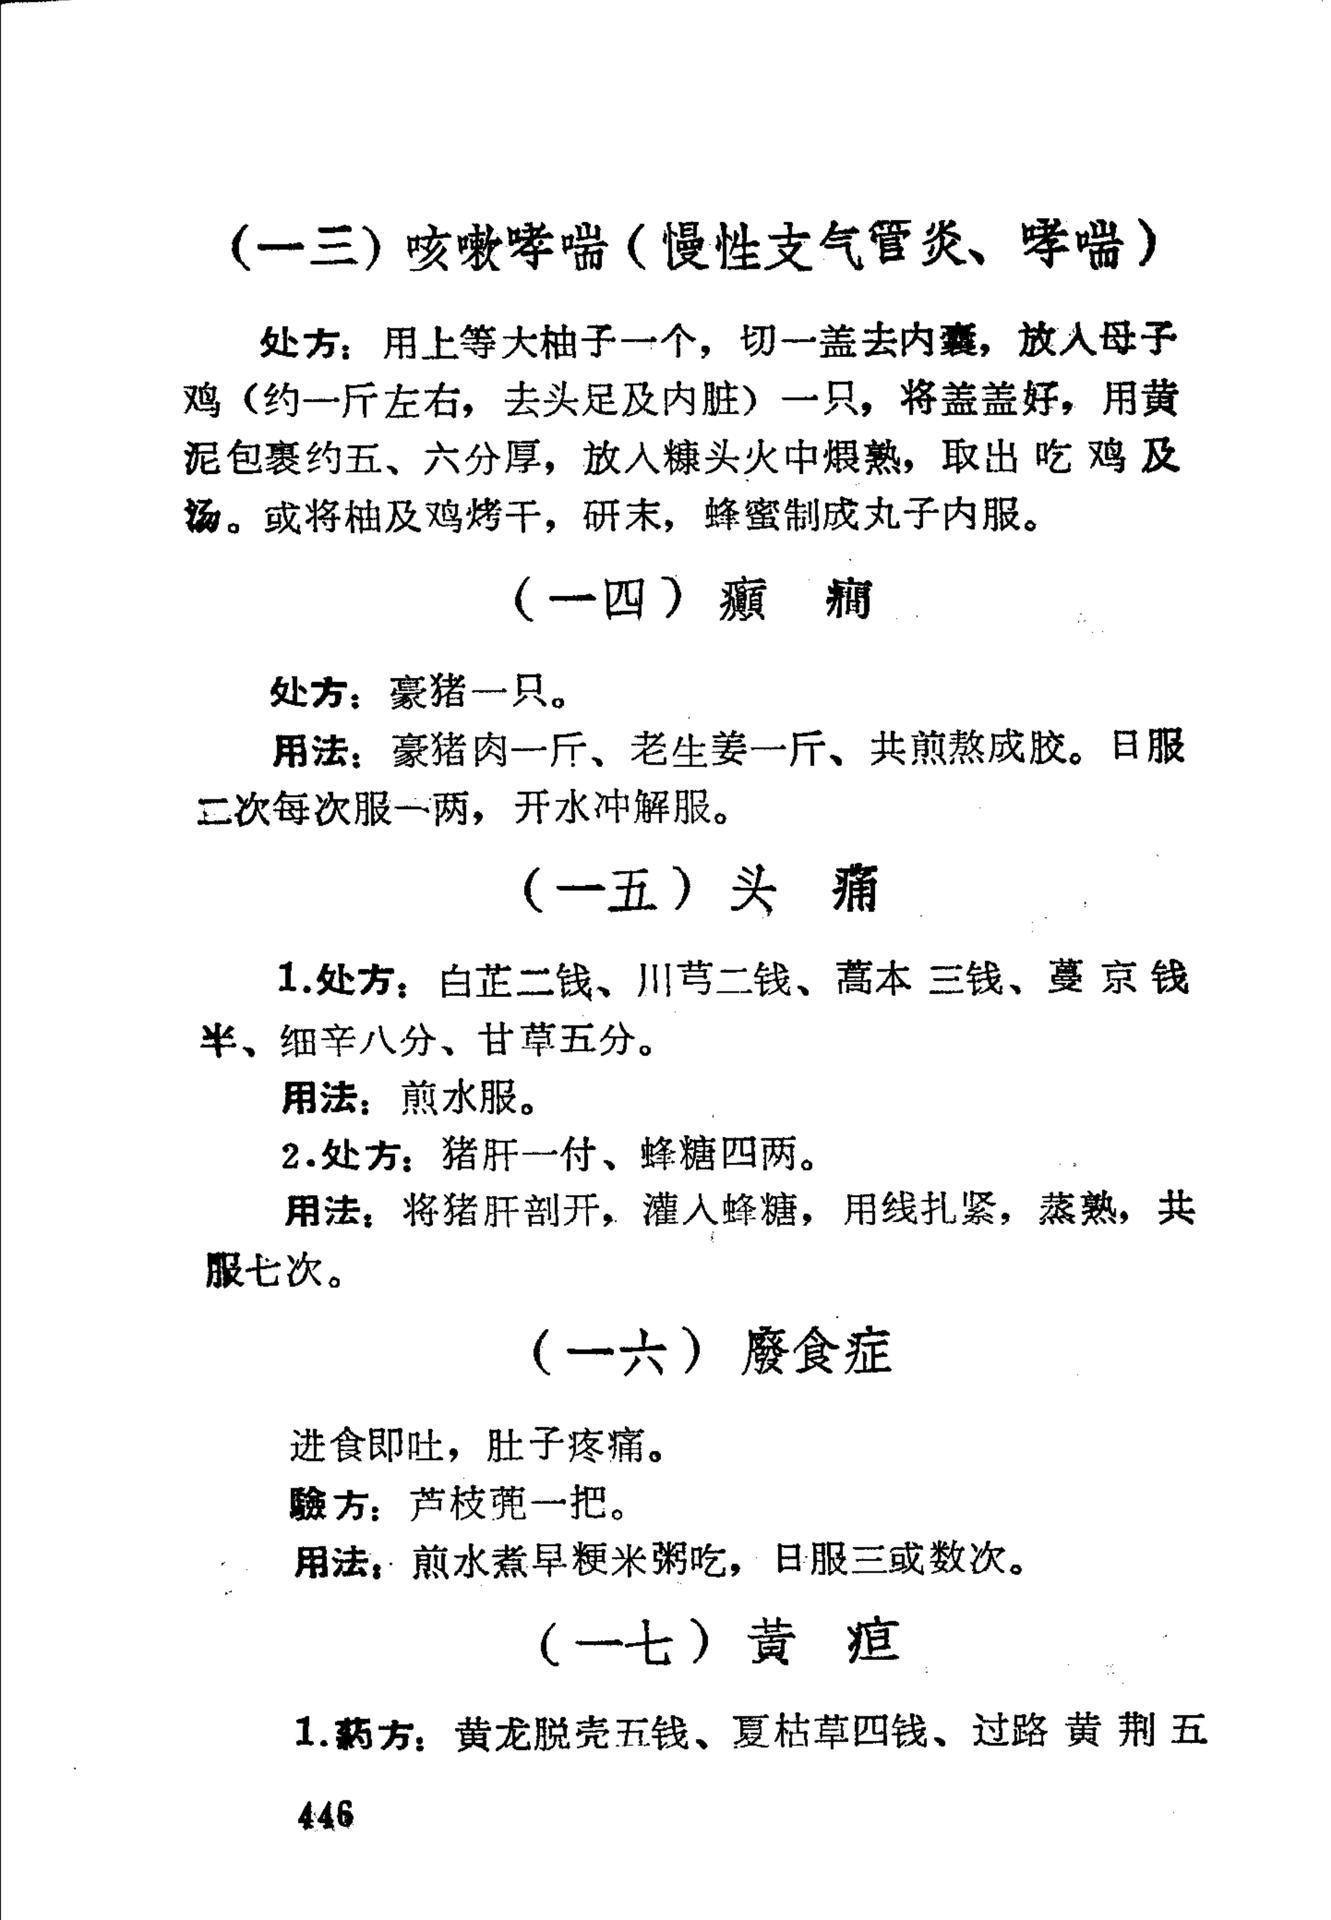 （一三）咳嗽哮喘（慢性支气管炎、哮喘）
处方：用上等大柚子一个，切一盖去内囊，放入母子
鸡（约一斤左右，去头足及内脏）一只，将盖盖好，用黄
泥包裹约五、六分厚，放入糠头火中煨熟，取出吃鸡及
汤。或将柚及鸡烤干，研末，蜂蜜制成丸子内服。
（一四）癲癇
处方：豪猪一只。
用法：豪猪肉一斤、老生姜一斤、共煎熬成胶。日服
二次每次服一两，开水冲解服。
（一五）头痛
1.处方：白芷二钱、川芎二钱、蒿本三钱、蔓京钱
半、细辛八分、甘草五分。
用法：煎水服。
2.处方：猪肝一付、蜂糖四两。
用法：将猪肝剖开，灌入蜂糖，用线扎紧，蒸熟，共
服七次。
（一六）廢食症
进食即吐，肚子疼痛。
驗方：芦枝蔸一把。
用法：煎水煮早粳米粥吃，日服三或数次。
（一七）黃疸
1.药方：黄龙脱壳五钱、夏枯草四钱、过路黄荆五
446